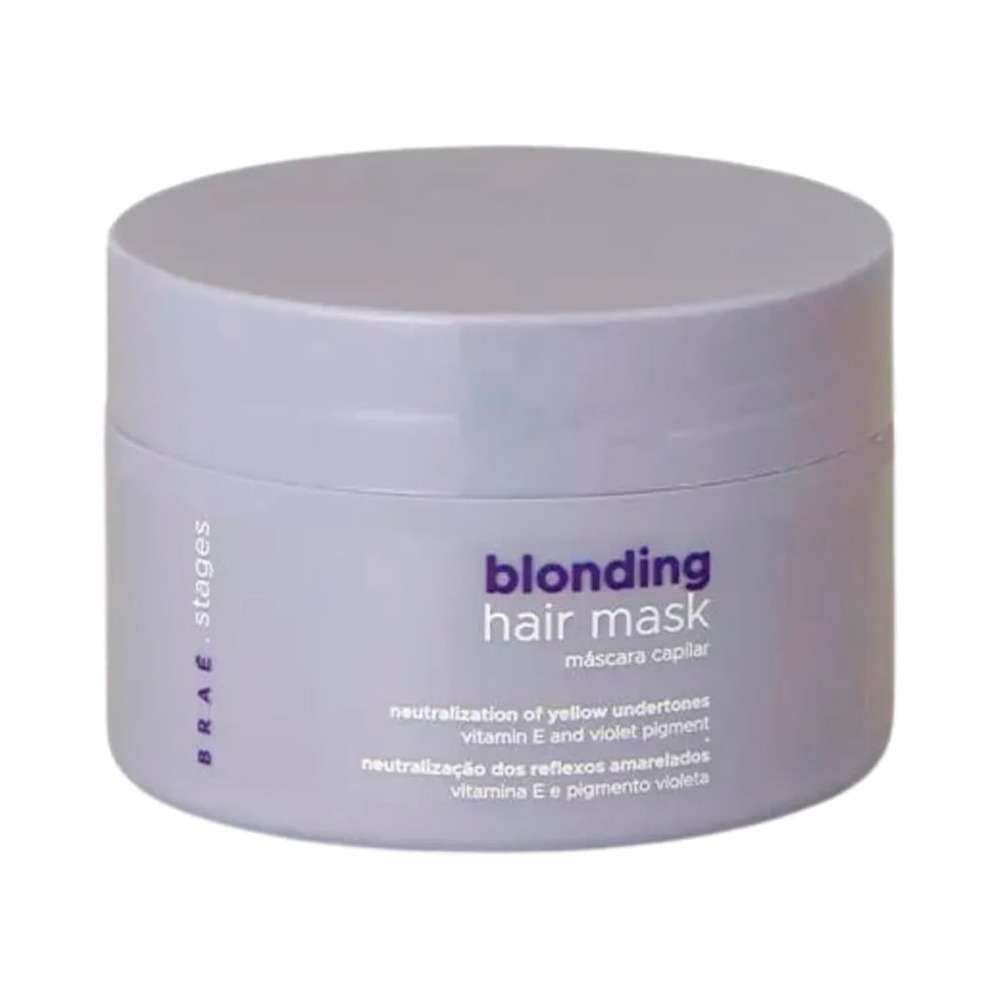 BRAÉ . stages
blonding
hair mask
máscara capilar
neutralization of yellow undertones
vitamin E and violet pigment
neutralização dos reflexos amarelados
vitamina E e pigmento violeta